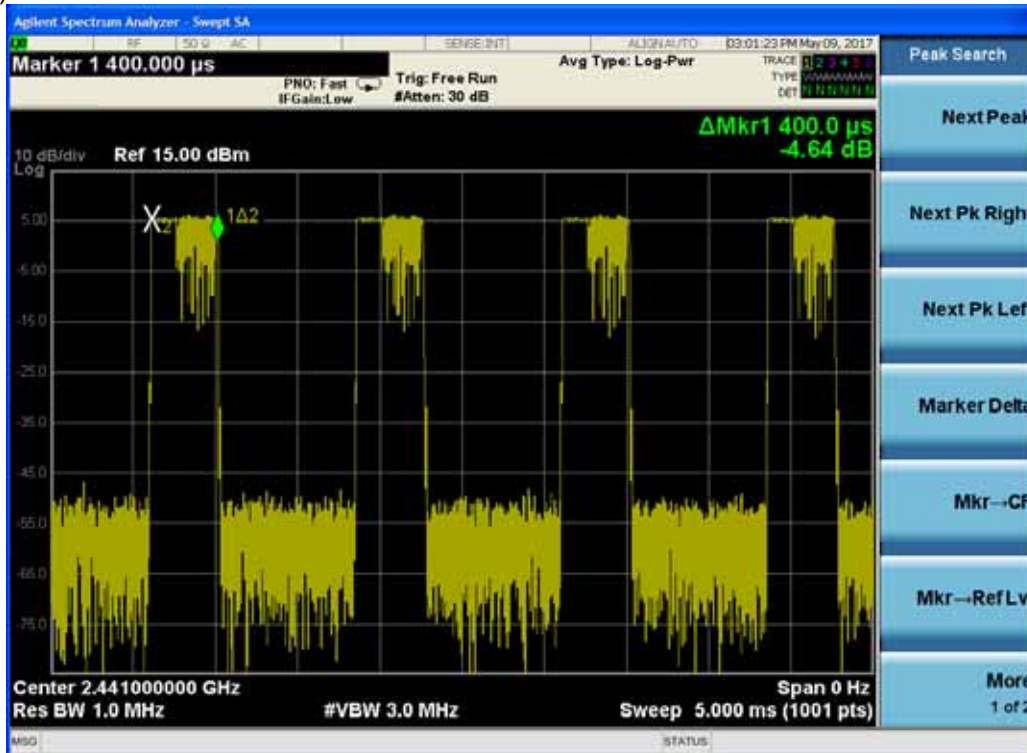 Agilent Spectrum Analyzer - Swept SA
RF 50 Ω AC SENSE:INT ALIGNAUTO 03:01:23 PM May 09, 2017
Marker 1 400.000 µs
PNO: Fast
IFGain:Low
Trig: Free Run
#Atten: 30 dB
Avg Type: Log-Pwr
TRACE 1 2 3 4 5 6
TYPE
DET N N N N N N
Peak Search
ΔMkr1 400.0 µs
-4.64 dB
10 dB/div Ref 15.00 dBm
Log
5.00
-5.00
-15.0
-25.0
-35.0
-45.0
-55.0
-65.0
-75.0
X2
1Δ2
Center 2.441000000 GHz
Span 0 Hz
Res BW 1.0 MHz
#VBW 3.0 MHz
Sweep 5.000 ms (1001 pts)
Next Peak
Next Pk Righ
Next Pk Lef
Marker Delta
Mkr→CF
Mkr→Ref Lv
More
1 of 2
MSG
STATUS